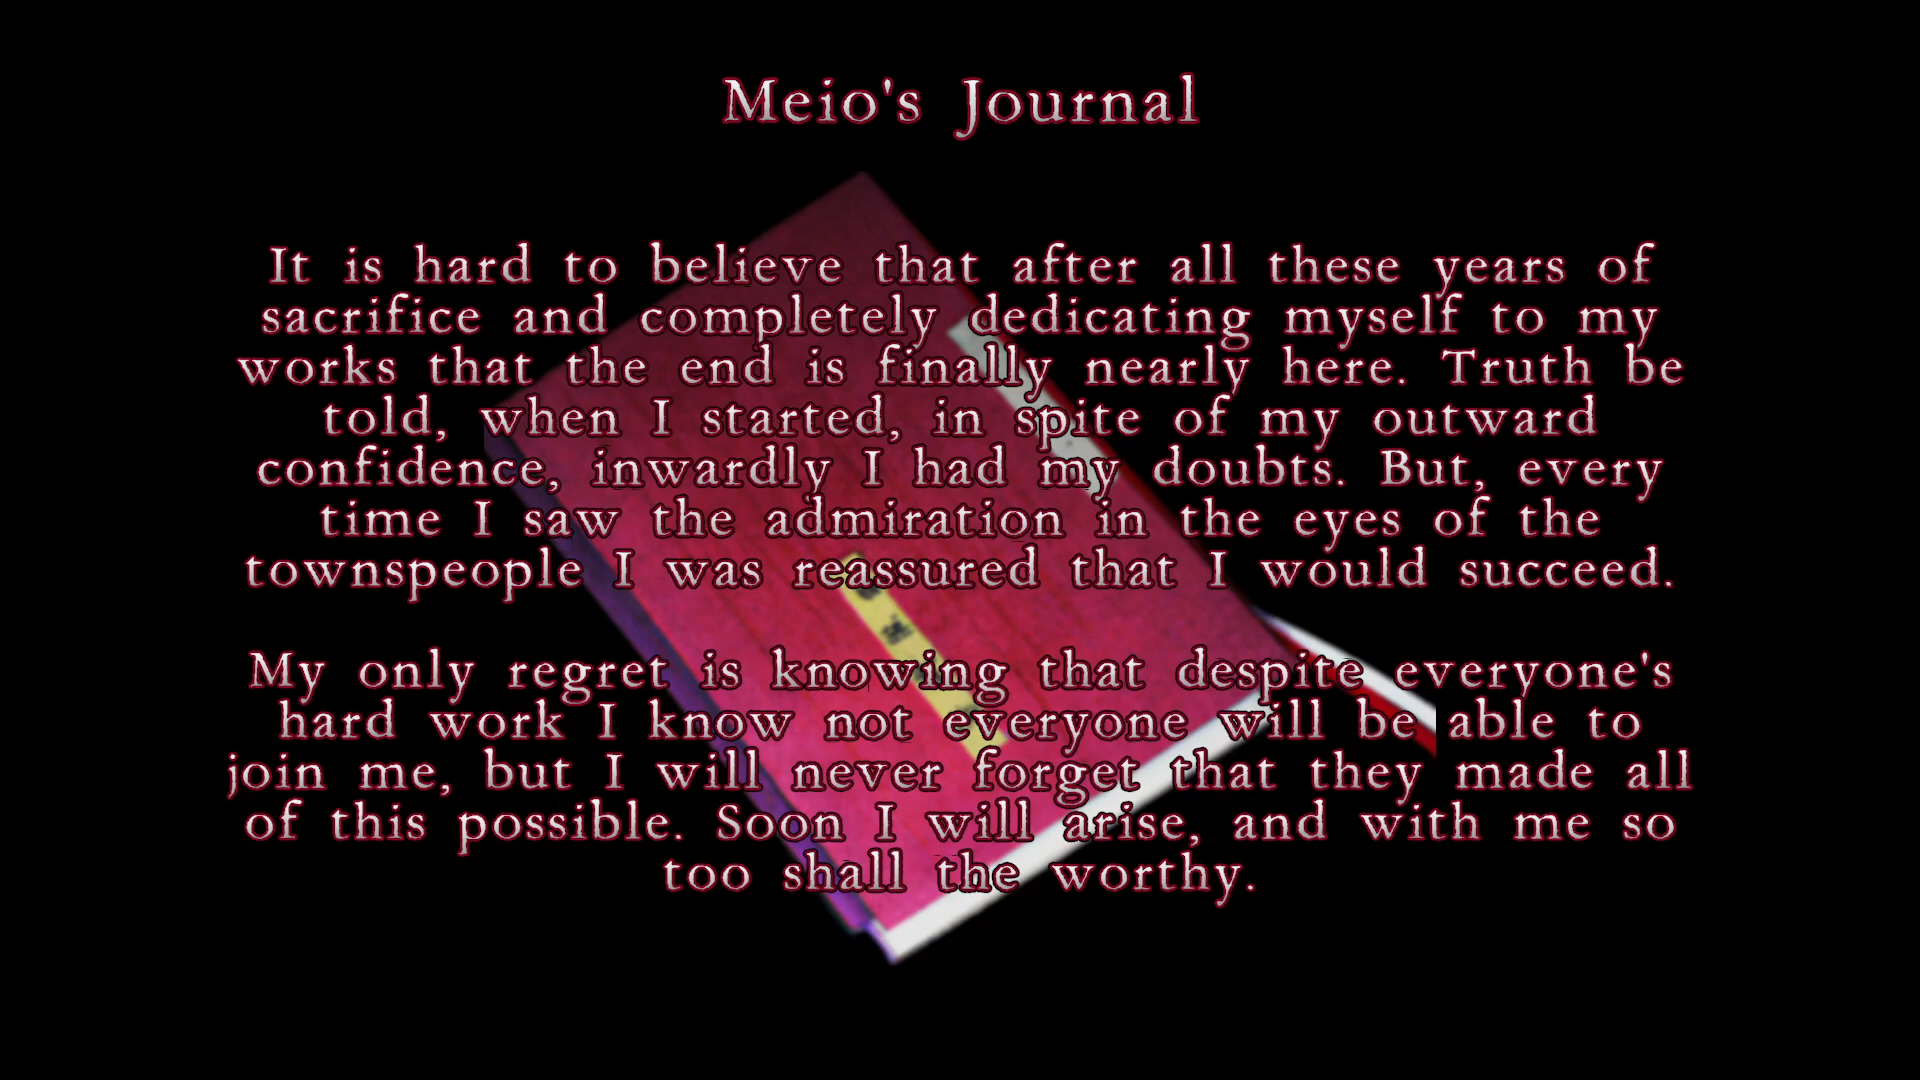 Meio's Journal
It is hard to believe that after all these years of
sacrifice and completely dedicating myself to my
works that the end is finally nearly here. Truth be
told, when I started, in spite of my outward
confidence, inwardly I had my doubts. But, every
time I saw the admiration in the eyes of the
townspeople I was reassured that I would succeed.
My only regret is knowing that despite everyone's
hard work I know not everyone will be able to
join me, but I will never forget that they made all
of this possible. Soon I will arise, and with me so
too shall the worthy.